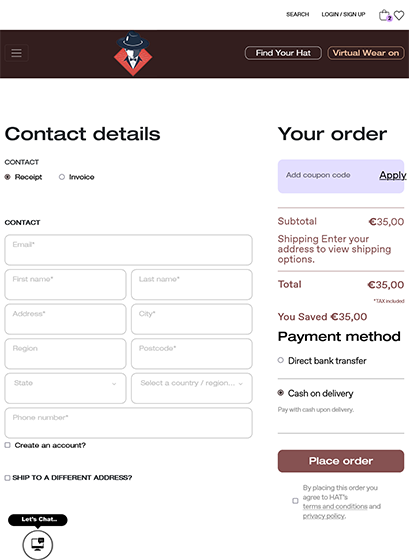 SEARCH
LOGIN / SIGN UP
2
Find Your Hat
Virtual Wear on
Contact details
CONTACT
Receipt
Invoice
CONTACT
Email*
First name*
Last name*
Address*
City*
Region
Postcode*
State
Select a country / region...
Phone number*
Create an account?
SHIP TO A DIFFERENT ADDRESS?
Let's Chat..
Your order
Add coupon code
Apply
Subtotal
€35,00
Shipping Enter your
address to view shipping
options.
Total
€35,00
*TAX included
You Saved €35,00
Payment method
Direct bank transfer
Cash on delivery
Pay with cash upon delivery.
Place order
By placing this order you
agree to HAT's
terms and conditions and
privacy policy.